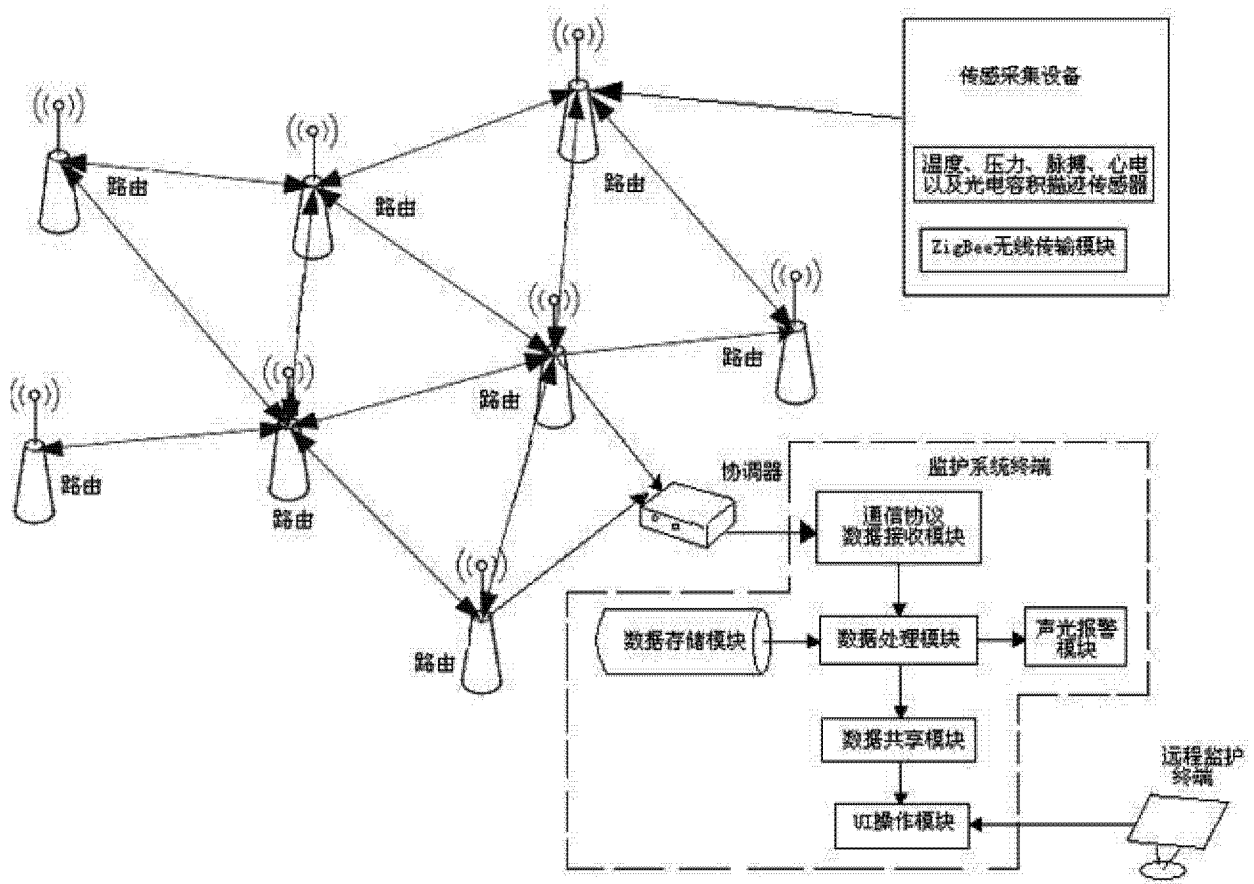 传感采集设备
温度、压力、脉搏、心电
以及光电容积描迹传感器
ZigBee无线传输模块
路由
路由
路由
路由
路由
路由
路由
路由
协调器
监护系统终端
通信协议
数据接收模块
数据存储模块
数据处理模块
声光报警
模块
数据共享模块
UI操作模块
远程监护
终端